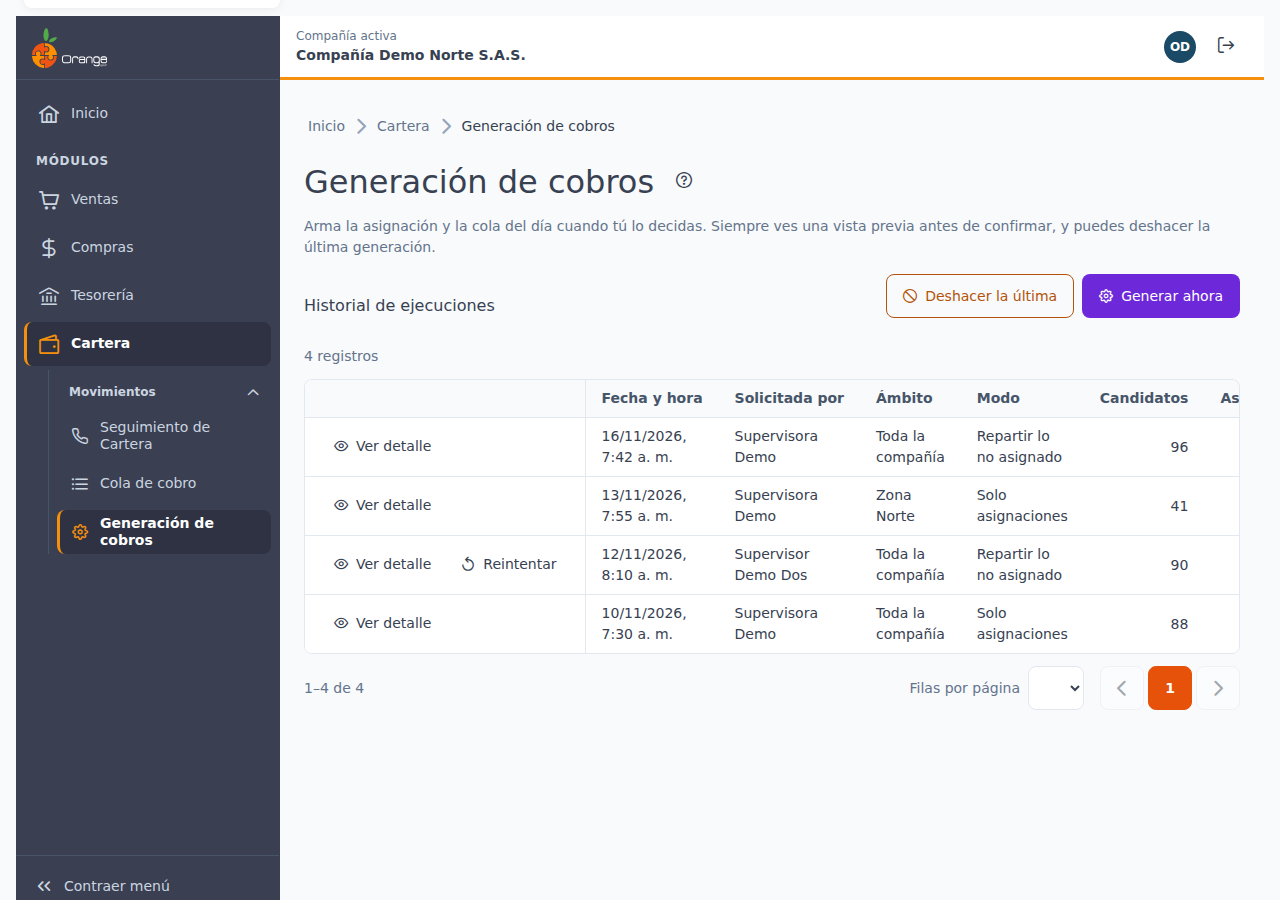 Orange
Compañía activa
Compañía Demo Norte S.A.S.
OD
Inicio
MÓDULOS
Ventas
Compras
Tesorería
Cartera
Movimientos
Seguimiento de
Cartera
Cola de cobro
Generación de
cobros
Contraer menú
Inicio Cartera Generación de cobros
Generación de cobros
Arma la asignación y la cola del día cuando tú lo decidas. Siempre ves una vista previa antes de confirmar, y puedes deshacer la
última generación.
Historial de ejecuciones
Deshacer la última
Generar ahora
4 registros
Fecha y hora Solicitada por Ámbito Modo Candidatos As
Ver detalle 16/11/2026, 7:42 a. m. Supervisora Demo Toda la compañía Repartir lo no asignado 96
Ver detalle 13/11/2026, 7:55 a. m. Supervisora Demo Zona Norte Solo asignaciones 41
Ver detalle Reintentar 12/11/2026, 8:10 a. m. Supervisor Demo Dos Toda la compañía Repartir lo no asignado 90
Ver detalle 10/11/2026, 7:30 a. m. Supervisora Demo Toda la compañía Solo asignaciones 88
1–4 de 4
Filas por página
1